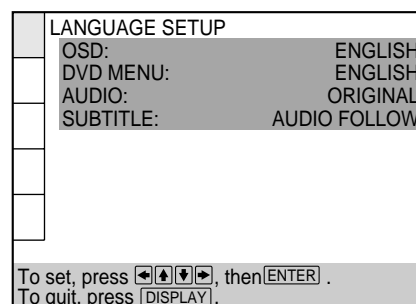 LANGUAGE SETUP
OSD: ENGLISH
DVD MENU: ENGLISH
AUDIO: ORIGINAL
SUBTITLE: AUDIO FOLLOW
To set, press ←↑↓→, then ENTER .
To quit, press DISPLAY .